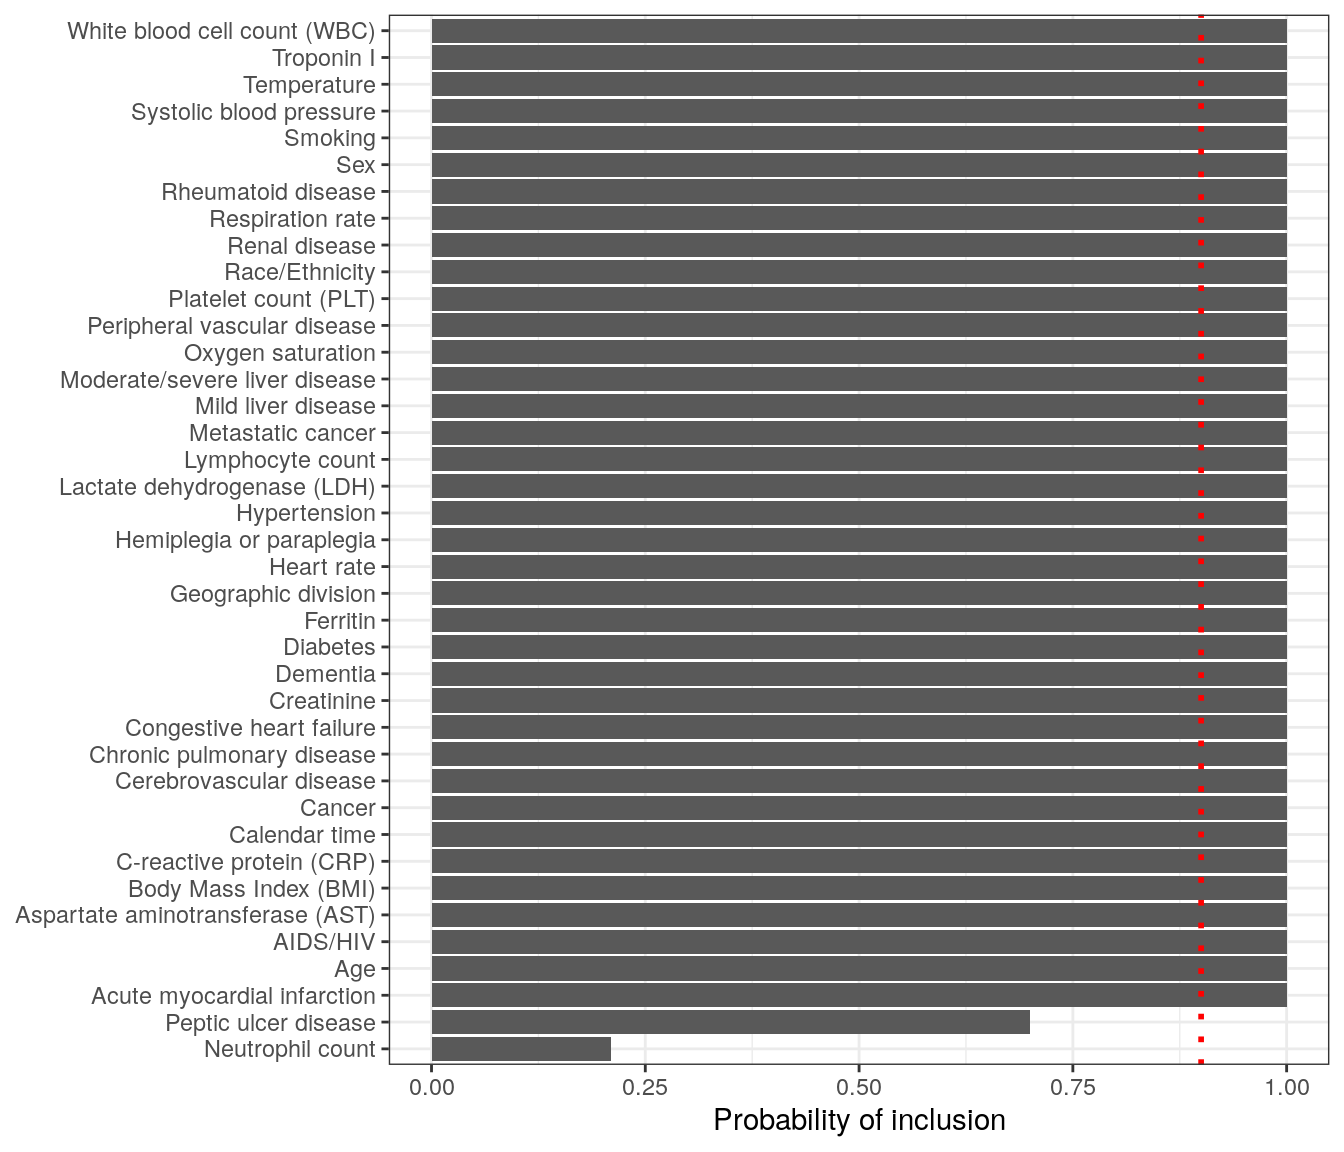 White blood cell count (WBC)
Troponin I
Temperature
Systolic blood pressure
Smoking
Sex
Rheumatoid disease
Respiration rate
Renal disease
Race/Ethnicity
Platelet count (PLT)
Peripheral vascular disease
Oxygen saturation
Moderate/severe liver disease
Mild liver disease
Metastatic cancer
Lymphocyte count
Lactate dehydrogenase (LDH)
Hypertension
Hemiplegia or paraplegia
Heart rate
Geographic division
Ferritin
Diabetes
Dementia
Creatinine
Congestive heart failure
Chronic pulmonary disease
Cerebrovascular disease
Cancer
Calendar time
C-reactive protein (CRP)
Body Mass Index (BMI)
Aspartate aminotransferase (AST)
AIDS/HIV
Age
Acute myocardial infarction
Peptic ulcer disease
Neutrophil count
0.00 0.25 0.50 0.75 1.00
Probability of inclusion